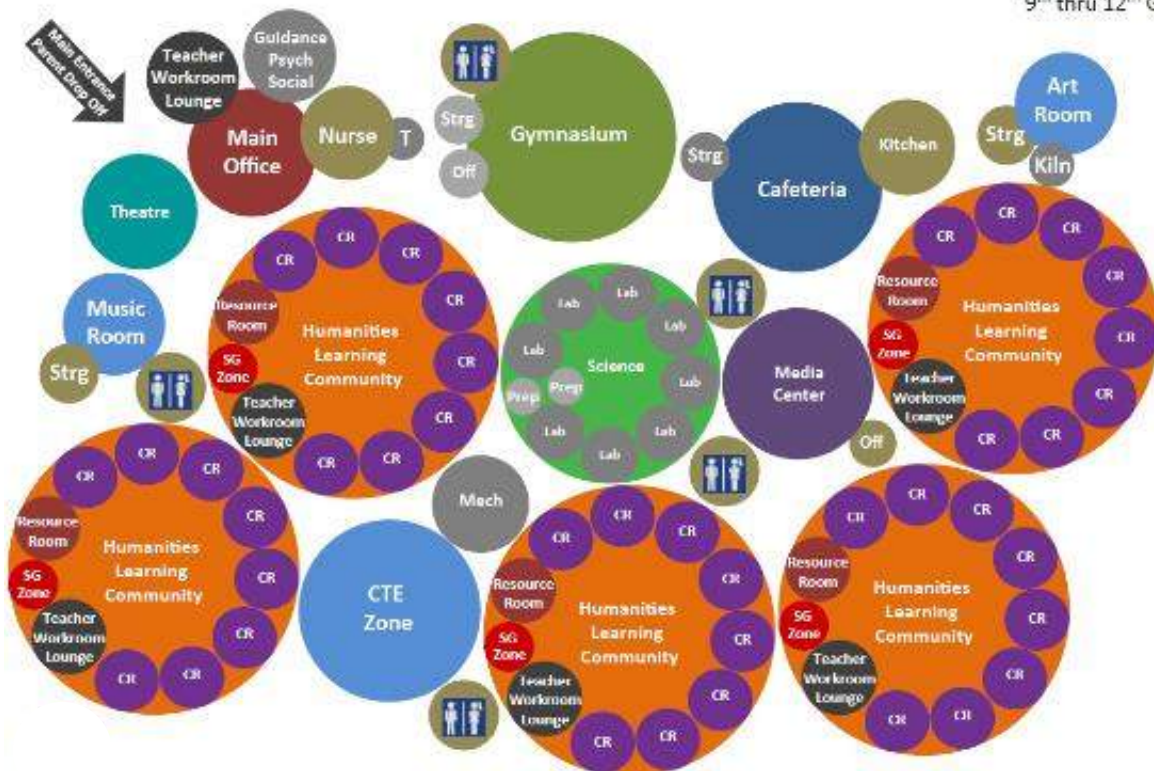 9th thru 12th
Main Entrance
Parent Drop Off
Teacher
Workroom
Lounge
Guidance
Psych
Social
Main
Office
Nurse
T
Strg
Off
Gymnasium
Strg
Cafeteria
Kitchen
Strg
Art
Room
Kiln
Theatre
Music
Room
Strg
CR
CR
CR
CR
CR
CR
CR
CR
Resource
Room
SG
Zone
Teacher
Workroom
Lounge
Humanities
Learning
Community
Lab
Lab
Lab
Lab
Lab
Lab
Lab
Lab
Prep
Prep
Science
Media
Center
Off
CR
CR
CR
CR
CR
CR
CR
CR
Resource
Room
SG
Zone
Teacher
Workroom
Lounge
Humanities
Learning
Community
CR
CR
CR
CR
CR
CR
CR
CR
Resource
Room
SG
Zone
Teacher
Workroom
Lounge
Humanities
Learning
Community
Mech
CTE
Zone
CR
CR
CR
CR
CR
CR
CR
CR
Resource
Room
SG
Zone
Teacher
Workroom
Lounge
Humanities
Learning
Community
CR
CR
CR
CR
CR
CR
CR
CR
Resource
Room
SG
Zone
Teacher
Workroom
Lounge
Humanities
Learning
Community